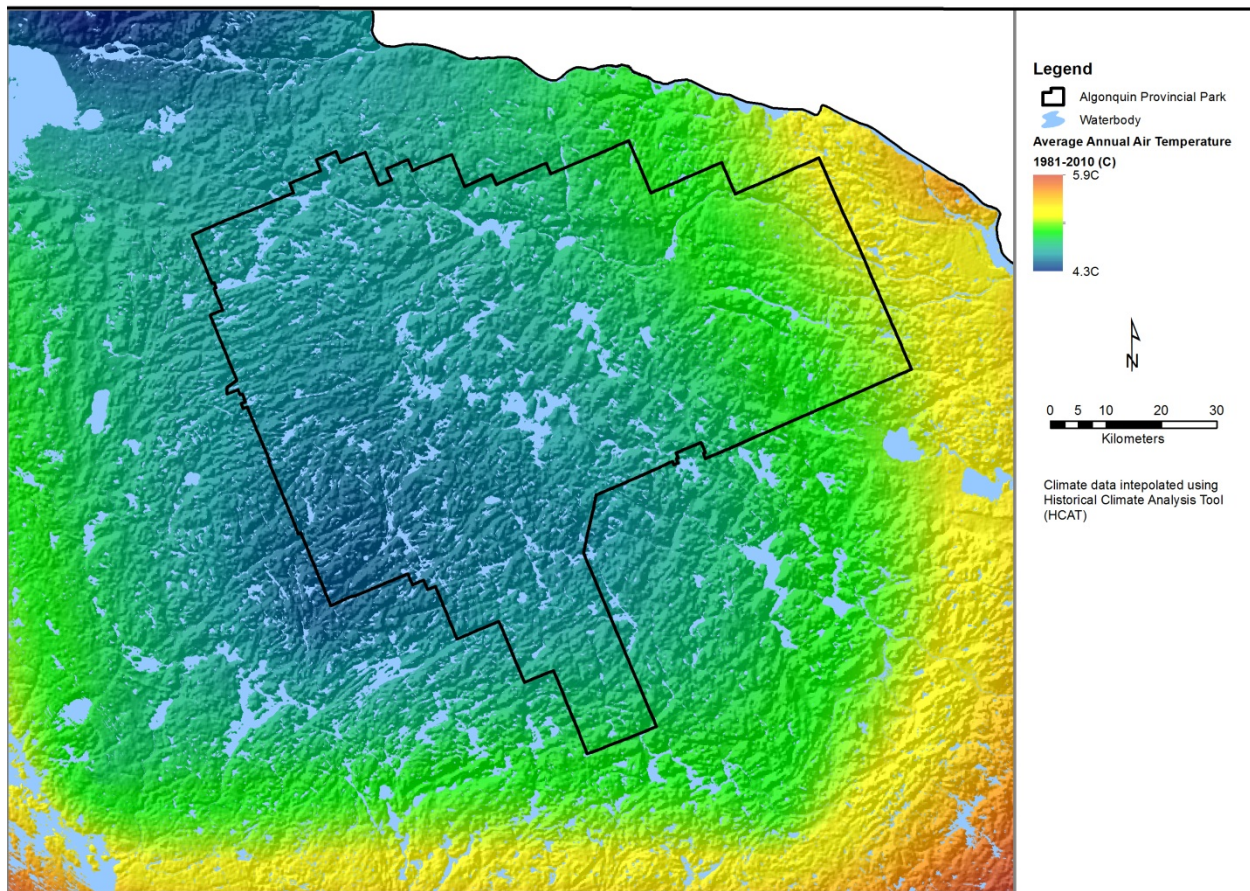 Legend
Algonquin Provincial Park
Waterbody
Average Annual Air Temperature
1981-2010 (C)
5.9C
4.3C
N
0 5 10 20 30
Kilometers
Climate data intepolated using
Historical Climate Analysis Tool
(HCAT)